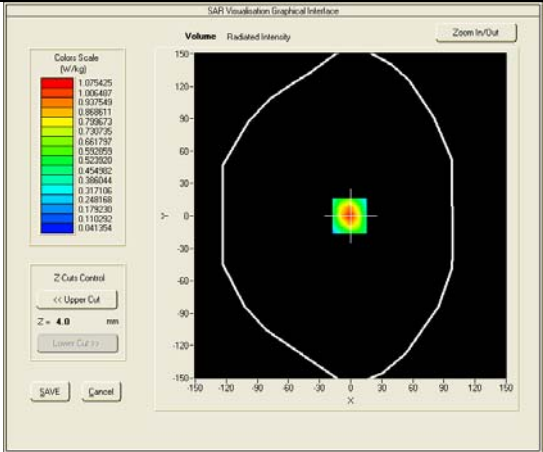 SAR Visualisation Graphical Interface
Volume Radiated Intensity
Zoom In/Out
Colors Scale
(W/kg)
1.075425
1.006487
0.937549
0.868611
0.799673
0.730735
0.661797
0.592859
0.523920
0.454982
0.386044
0.317106
0.248168
0.179230
0.110292
0.041354
Z-Cuts Control
<< Upper Cut
Z = 4.0 mm
Lower Cut >>
SAVE
Cancel
150
120
90
60
30
0
-30
-60
-90
-120
-150
Y
-150 -120 -90 -60 -30 0 30 60 90 120 150
X